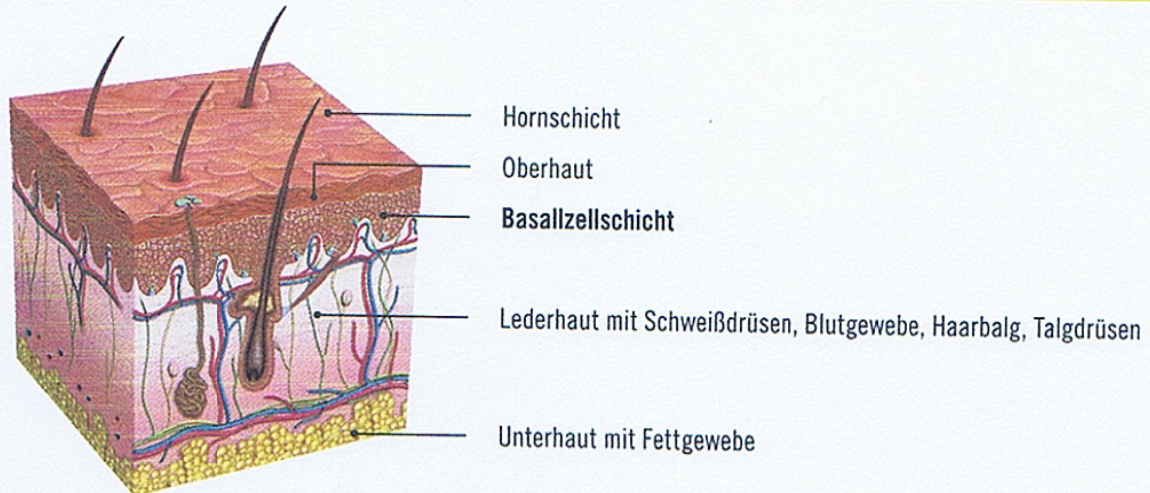 Hornschicht
Oberhaut
Basallzellschicht
Lederhaut mit Schweißdrüsen, Blutgewebe, Haarbalg, Talgdrüsen
Unterhaut mit Fettgewebe